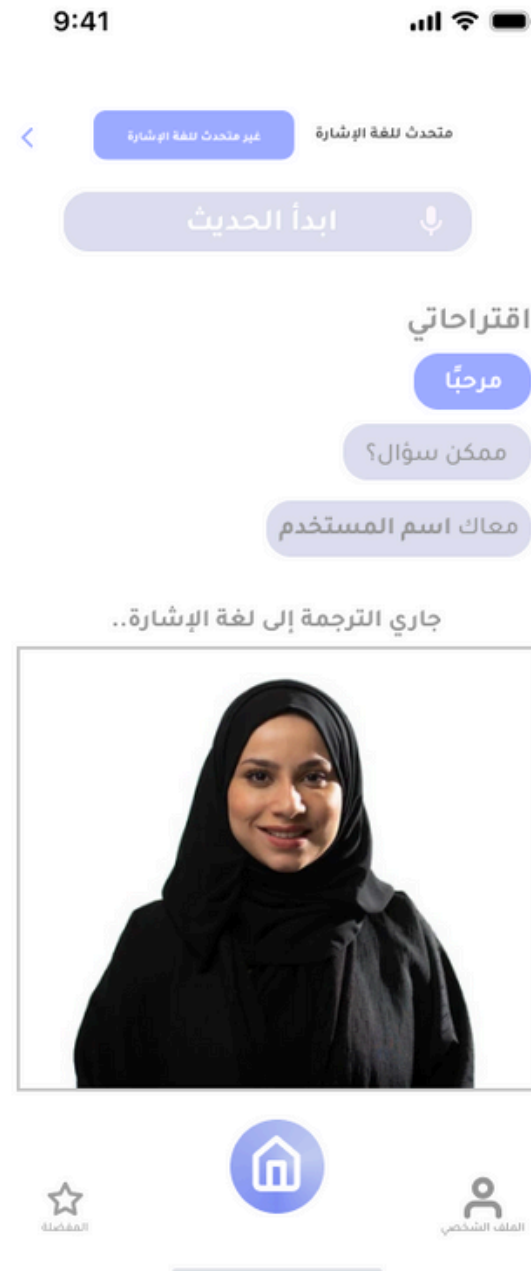 9:41
متحدث للغة الإشارة
غير متحدث للغة الإشارة
ابدأ الحديث
اقتراحاتي
مرحبًا
ممكن سؤال؟
معاك اسم المستخدم
جاري الترجمة إلى لغة الإشارة..
الملف الشخصي
المفضلة